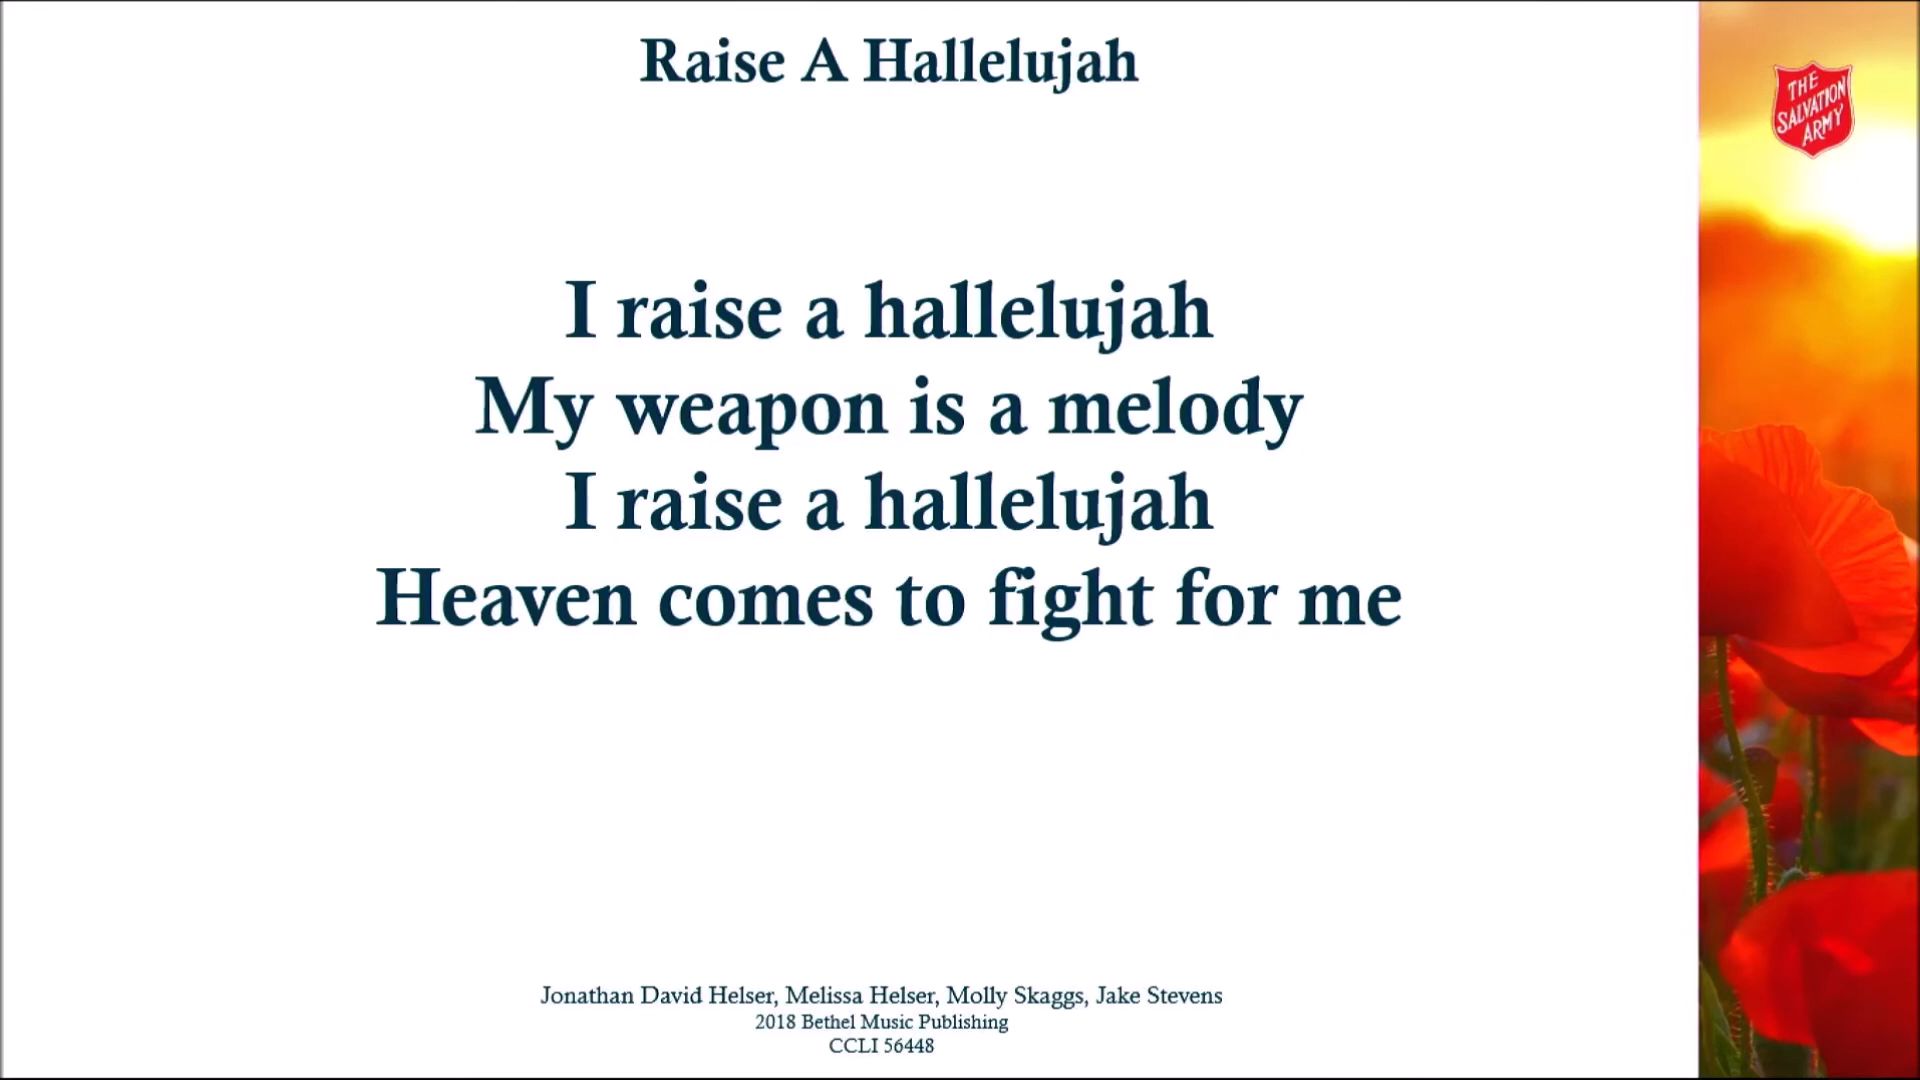 Raise A Hallelujah
THE
SALVATION
ARMY
I raise a hallelujah
My weapon is a melody
I raise a hallelujah
Heaven comes to fight for me
Jonathan David Helser, Melissa Helser, Molly Skaggs, Jake Stevens
2018 Bethel Music Publishing
CCLI 56448